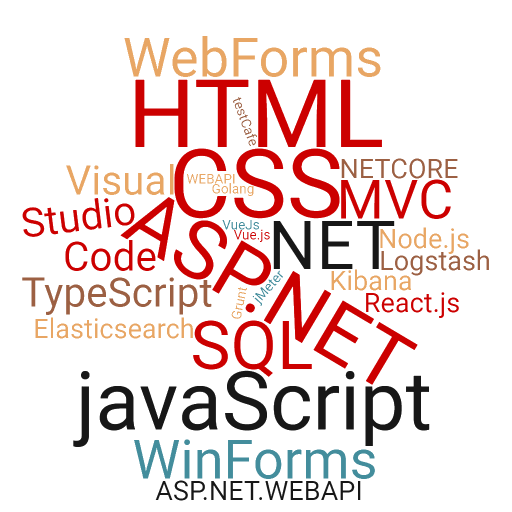 WebForms
HTML
testCafe
CSS
NETCORE
Visual
WEBAPI
Golang
MVC
Studio
ASP.NET
VueJs
Vue.js
NET
Node.js
Code
Logstash
TypeScript
Grunt
jMeter
Kibana
React.js
Elasticsearch
SQL
javaScript
WinForms
ASP.NET.WEBAPI